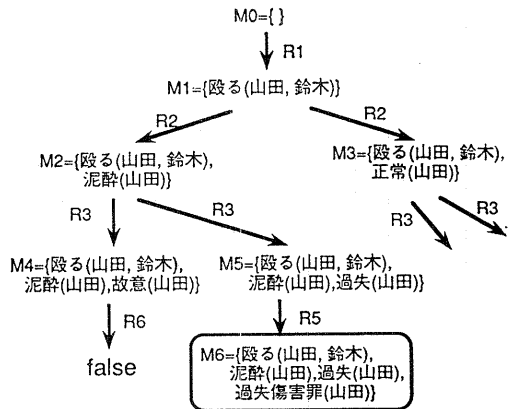 M0={ }
R1
M1={殴る(山田, 鈴木)}
R2
R2
M2={殴る(山田, 鈴木),
泥酔(山田)}
M3={殴る(山田, 鈴木),
正常(山田)}
R3
R3
R3
R3
M4={殴る(山田, 鈴木),
泥酔(山田),故意(山田)}
M5={殴る(山田, 鈴木),
泥酔(山田),過失(山田)}
R6
R5
false
M6={殴る(山田, 鈴木),
泥酔(山田),過失(山田),
過失傷害罪(山田)}